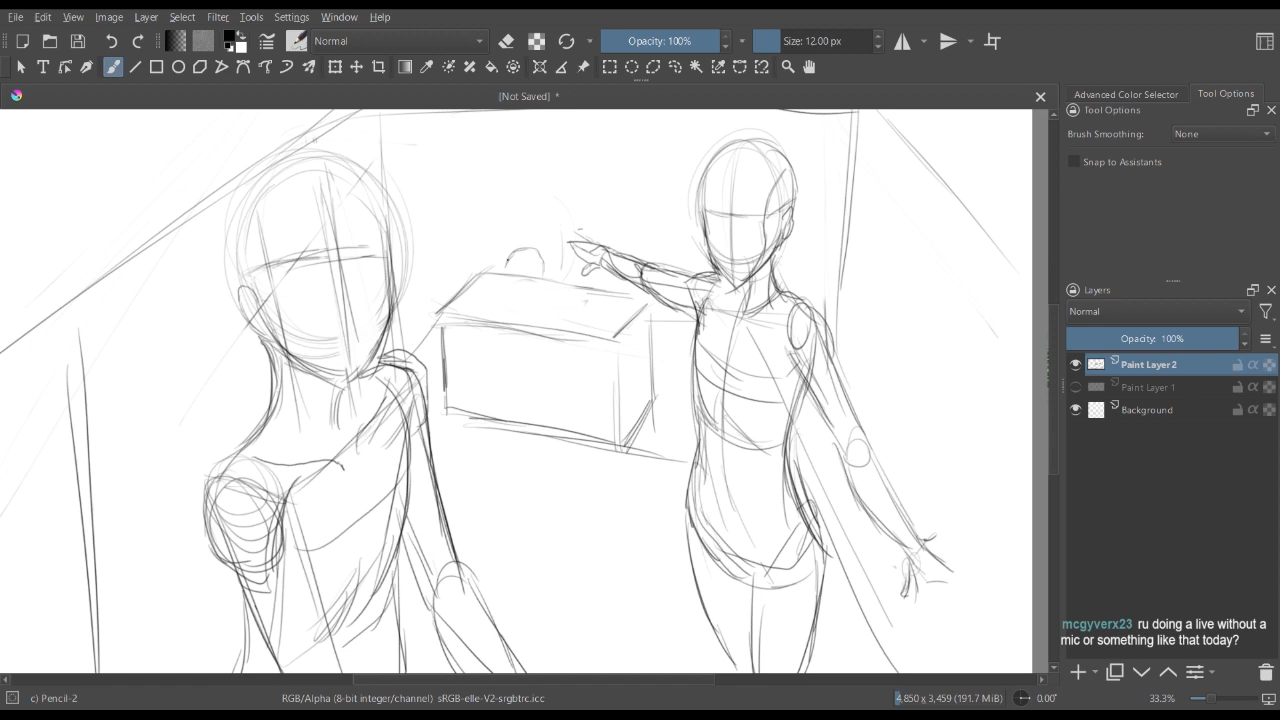 File Edit View Image Layer Select Filter Tools Settings Window Help
Normal Opacity: 100% Size: 12.00 px
[Not Saved] *
Advanced Color Selector Tool Options
Tool Options
Brush Smoothing: None
Snap to Assistants
Layers
Normal
Opacity: 100%
Paint Layer 2
Paint Layer 1
Background
mcgyverx23 ru doing a live without a
mic or something like that today?
c) Pencil-2 RGB/Alpha (8-bit integer/channel) sRGB-elle-V2-srgbtrc.icc 4,850 x 3,459 (191.7 MiB) 0.00° 33.3%